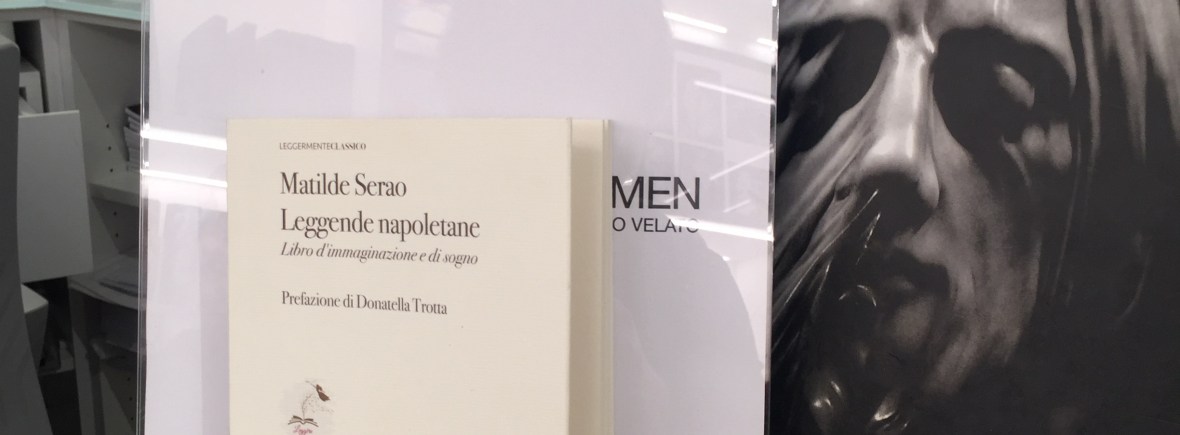 LEGGERMENTECLASSICO
Matilde Serao
Leggende napoletane
Libro d'immaginazione e di sogno
Prefazione di Donatella Trotta
MEN
O VELATO